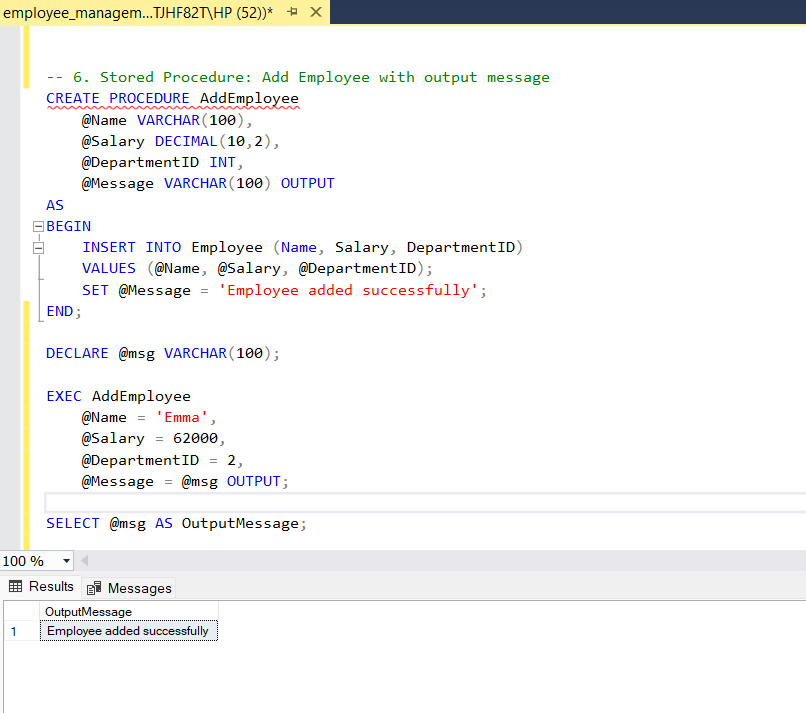 employee_managem...TJHF82T\HP (52))*
-- 6. Stored Procedure: Add Employee with output message
CREATE PROCEDURE AddEmployee
    @Name VARCHAR(100),
    @Salary DECIMAL(10,2),
    @DepartmentID INT,
    @Message VARCHAR(100) OUTPUT
AS
BEGIN
    INSERT INTO Employee (Name, Salary, DepartmentID)
    VALUES (@Name, @Salary, @DepartmentID);
    SET @Message = 'Employee added successfully';
END;
DECLARE @msg VARCHAR(100);
EXEC AddEmployee
    @Name = 'Emma',
    @Salary = 62000,
    @DepartmentID = 2,
    @Message = @msg OUTPUT;
SELECT @msg AS OutputMessage;
100 %
Results Messages
OutputMessage
1 Employee added successfully